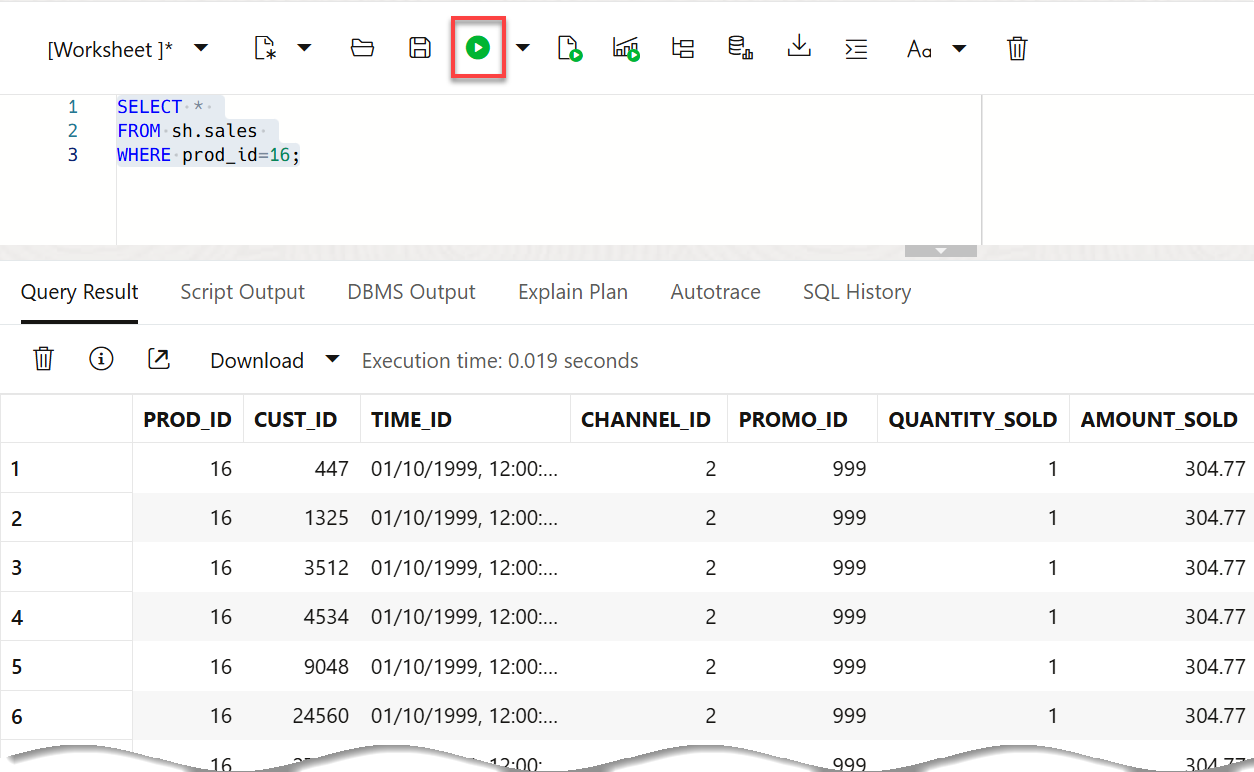 [Worksheet ]* Aa
1 SELECT *
2 FROM sh.sales
3 WHERE prod_id=16;
Query Result Script Output DBMS Output Explain Plan Autotrace SQL History
Download Execution time: 0.019 seconds
PROD_ID CUST_ID TIME_ID CHANNEL_ID PROMO_ID QUANTITY_SOLD AMOUNT_SOLD
1 16 447 01/10/1999, 12:00:... 2 999 1 304.77
2 16 1325 01/10/1999, 12:00:... 2 999 1 304.77
3 16 3512 01/10/1999, 12:00:... 2 999 1 304.77
4 16 4534 01/10/1999, 12:00:... 2 999 1 304.77
5 16 9048 01/10/1999, 12:00:... 2 999 1 304.77
6 16 24560 01/10/1999, 12:00:... 2 999 1 304.77
16 999 304.77